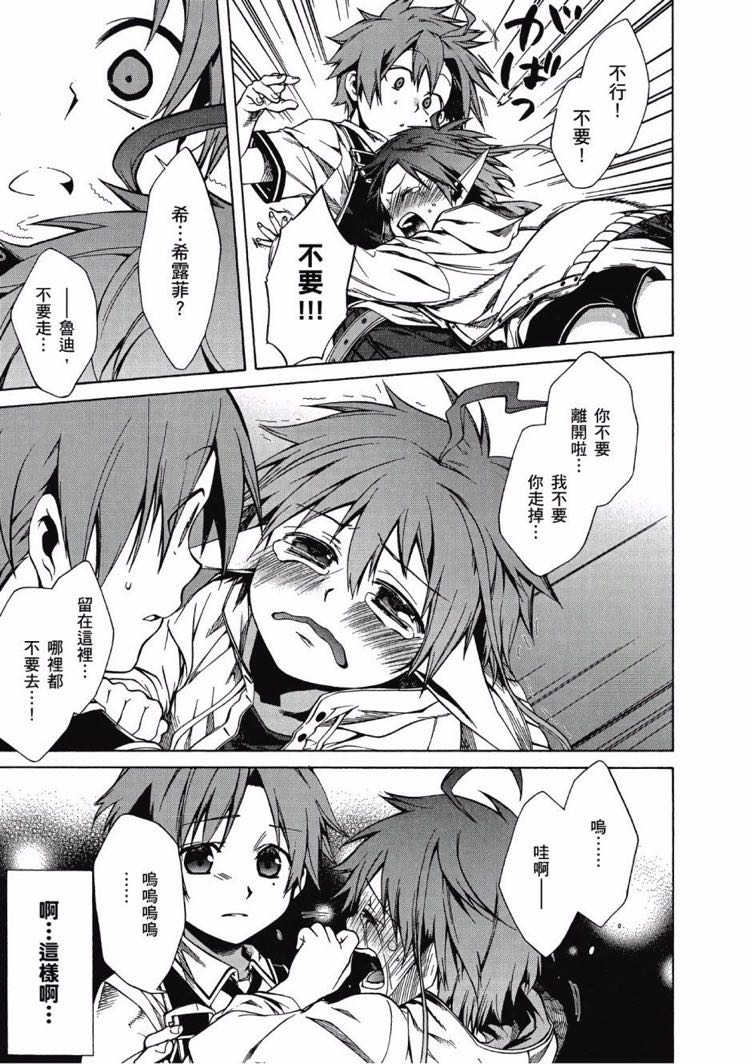 不行！
不要！
がばっ
不要!!!
希…希露菲？
——魯迪，
不要走…
你不要
離開啦…
我不要
你走掉…
留在這裡…
哪裡都
不要去…！
嗚……
哇啊——
嗚嗚嗚嗚
……
啊…這樣啊…